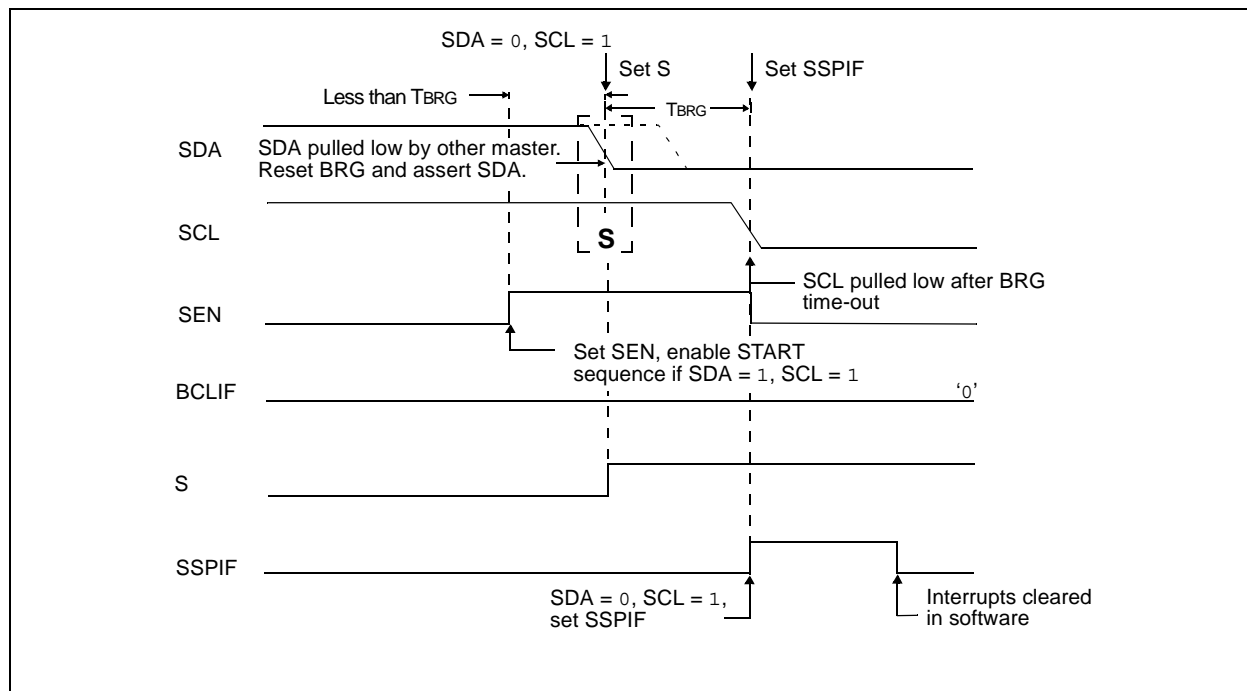 SDA = 0, SCL = 1
Set S
Set SSPIF
Less than TBRG
TBRG
SDA
SDA pulled low by other master.
Reset BRG and assert SDA.
SCL
S
SCL pulled low after BRG
time-out
SEN
Set SEN, enable START
sequence if SDA = 1, SCL = 1
BCLIF
‘0’
S
SSPIF
SDA = 0, SCL = 1,
set SSPIF
Interrupts cleared
in software